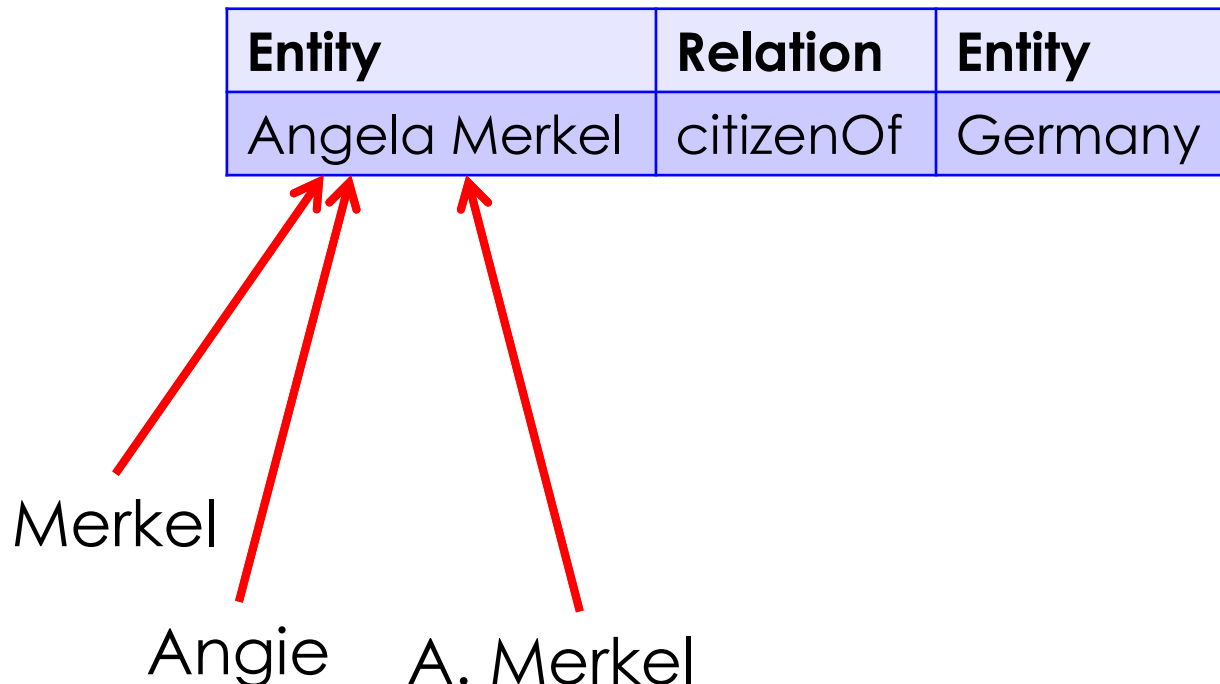 Entity Relation Entity
Angela Merkel citizenOf Germany
Merkel
Angie A. Merkel